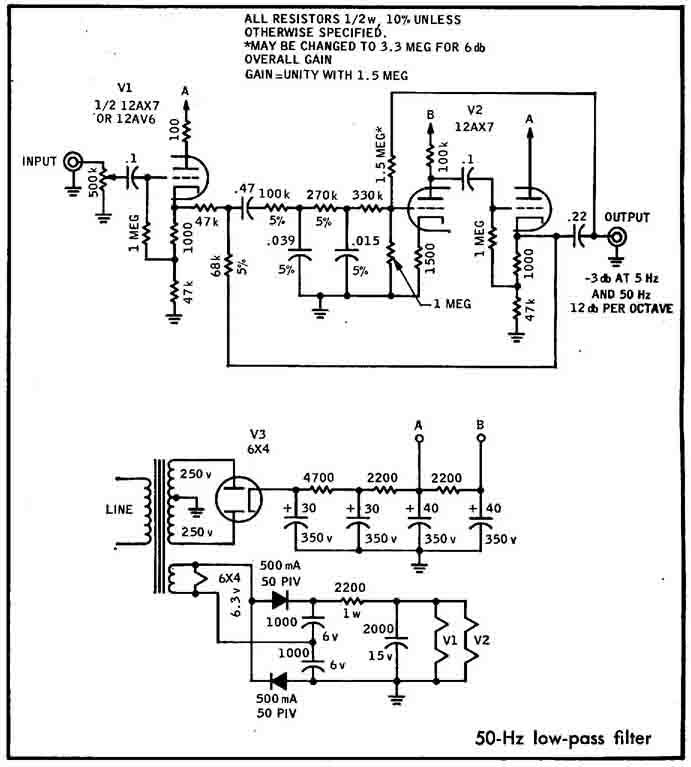 ALL RESISTORS 1/2w, 10% UNLESS
OTHERWISE SPECIFIED.
*MAY BE CHANGED TO 3.3 MEG FOR 6db
OVERALL GAIN
GAIN=UNITY WITH 1.5 MEG
V1
1/2 12AX7
OR 12AV6
A
100
INPUT
500k
.1
1 MEG
1000
47k
47k
.47
100k
5%
270k
5%
330k
.039
5%
.015
5%
68k
5%
1.5 MEG*
1 MEG
B
100k
V2
12AX7
.1
1500
1 MEG
A
1000
47k
.22
OUTPUT
-3db AT 5 Hz
AND 50 Hz
12db PER OCTAVE
LINE
250v
250v
V3
6X4
4700
2200
2200
A
B
+ 30
350v
+ 30
350v
+ 40
350v
+ 40
350v
6X4
6.3v
500 mA
50 PIV
1000
6v
1000
6v
500 mA
50 PIV
2200
1w
2000
15v
V1
V2
50-Hz low-pass filter